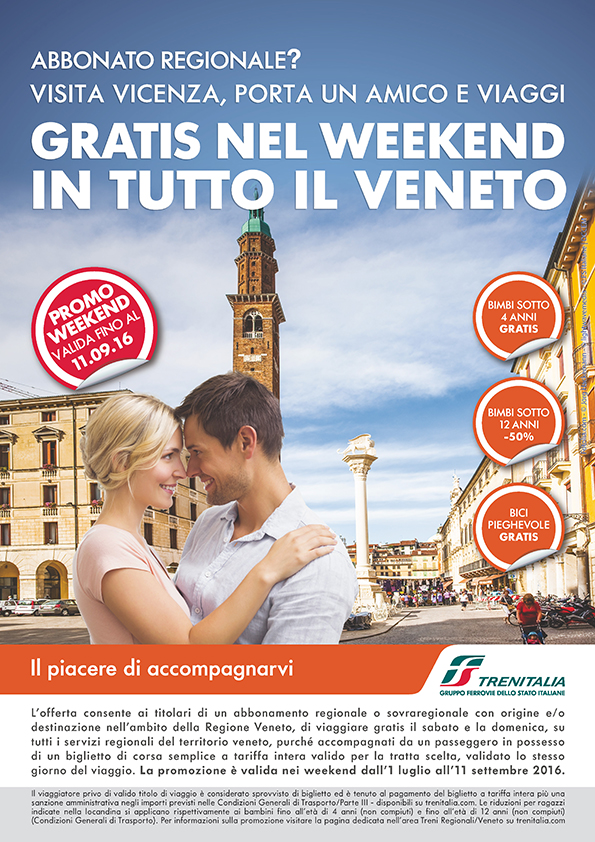 ABBONATO REGIONALE?
VISITA VICENZA, PORTA UN AMICO E VIAGGI
GRATIS NEL WEEKEND
IN TUTTO IL VENETO
PROMO
WEEKEND
VALIDA FINO AL
11.09.16
BIMBI SOTTO
4 ANNI
GRATIS
BIMBI SOTTO
12 ANNI
-50%
BICI
PIEGHEVOLE
GRATIS
Il piacere di accompagnarvi
TRENITALIA
GRUPPO FERROVIE DELLO STATO ITALIANE
L'offerta consente ai titolari di un abbonamento regionale o sovraregionale con origine e/o
destinazione nell'ambito della Regione Veneto, di viaggiare gratis il sabato e la domenica, su
tutti i servizi regionali del territorio veneto, purché accompagnati da un passeggero in possesso
di un biglietto di corsa semplice a tariffa intera valido per la tratta scelta, validato lo stesso
giorno del viaggio. La promozione è valida nei weekend dall'1 luglio all'11 settembre 2016.
Il viaggiatore privo di valido titolo di viaggio è considerato sprovvisto di biglietto ed è tenuto al pagamento del biglietto a tariffa intera più una
sanzione amministrativa negli importi previsti nelle Condizioni Generali di Trasporto/Parte III - disponibili su trenitalia.com. Le riduzioni per ragazzi
indicate nella locandina si applicano rispettivamente ai bambini fino all'età di 4 anni (non compiuti) e fino all'età di 12 anni (non compiuti)
(Condizioni Generali di Trasporto). Per informazioni sulla promozione visitare la pagina dedicata nell'area Treni Regionali/Veneto su trenitalia.com